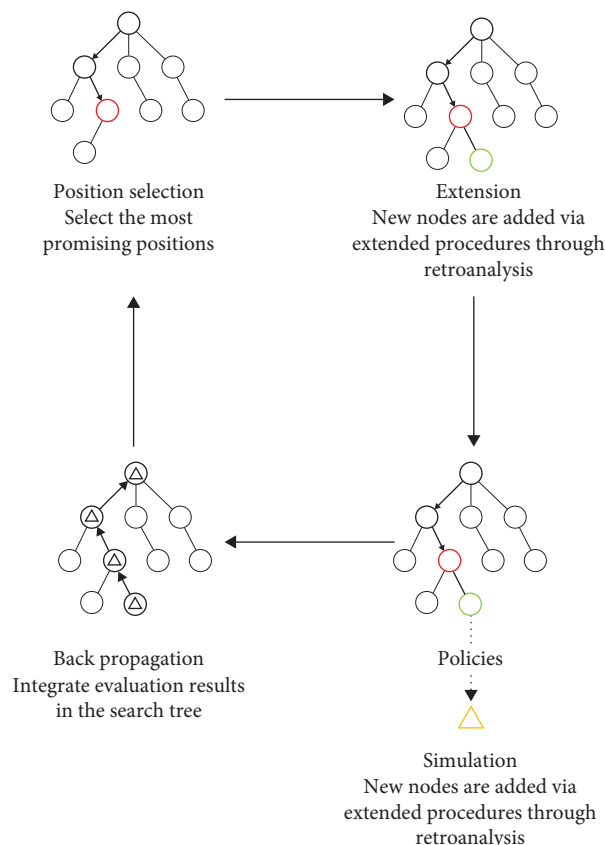 Position selection
Select the most
promising positions
Extension
New nodes are added via
extended procedures through
retroanalysis
Back propagation
Integrate evaluation results
in the search tree
Policies
Simulation
New nodes are added via
extended procedures through
retroanalysis